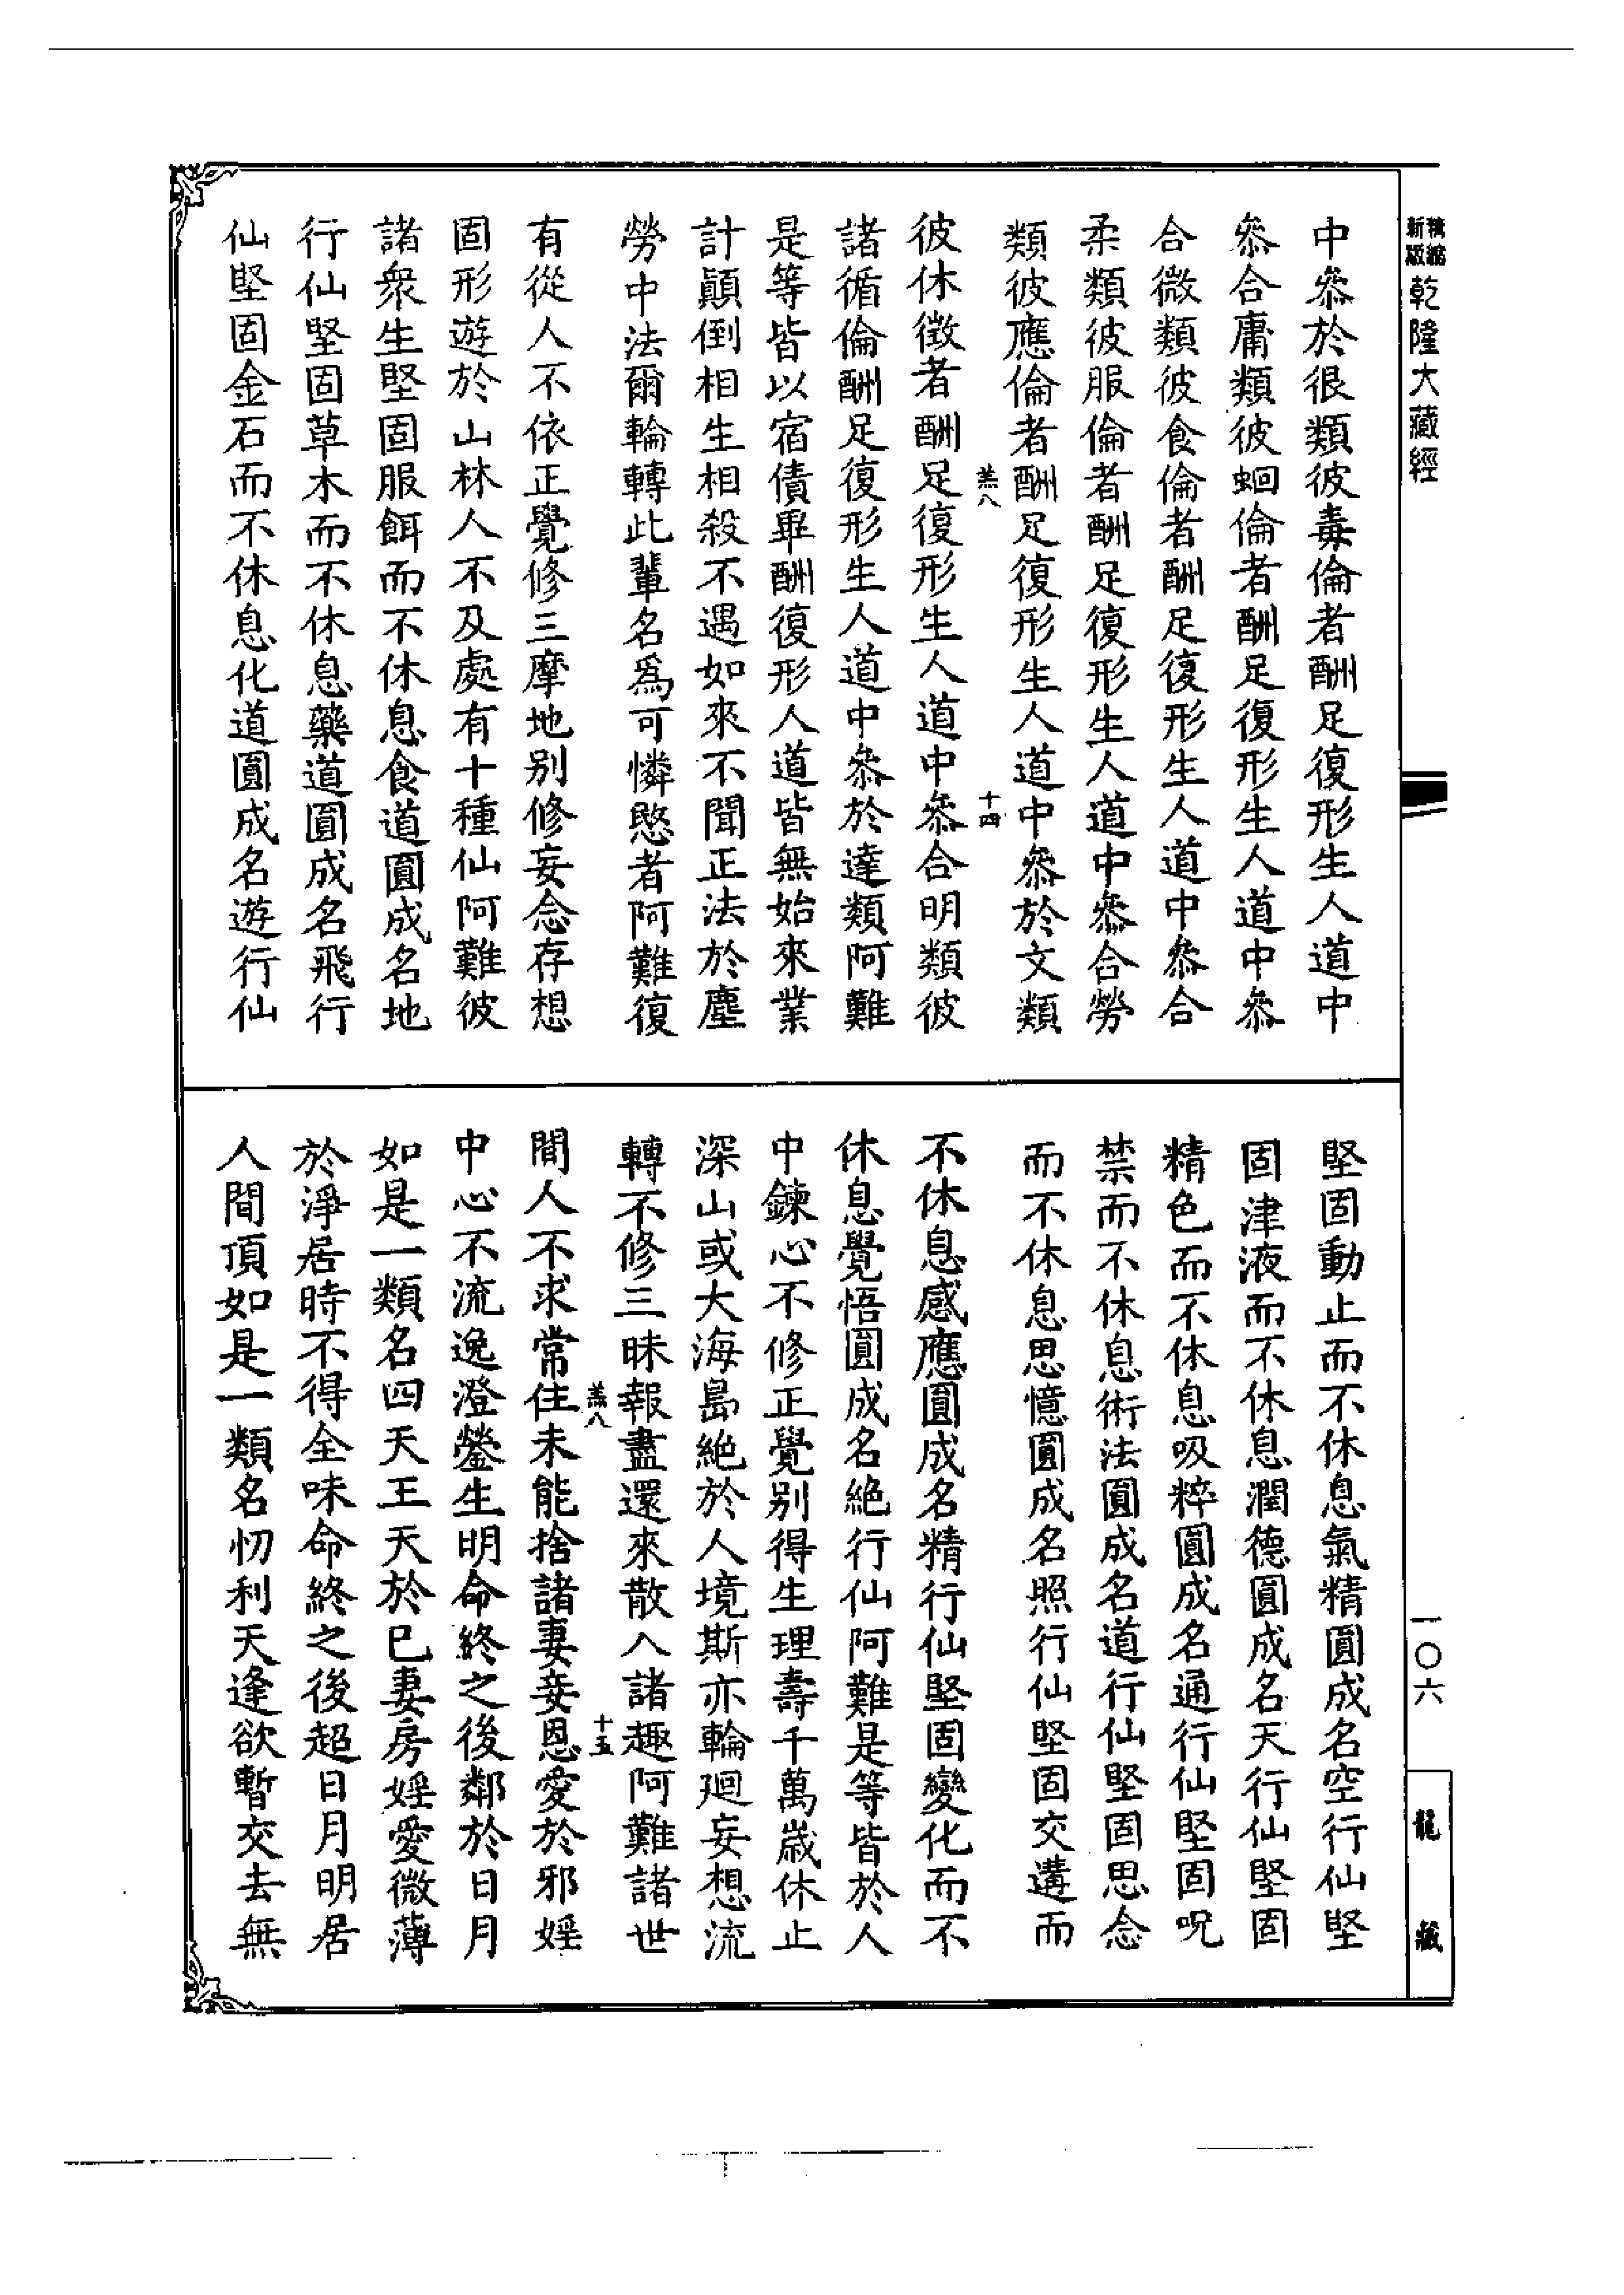 精縮新版乾隆大藏經
中叅於很類彼毒倫者酬足復形生人道中
叅合庸類彼蛔倫者酬足復形生人道中叅
合微類彼食倫者酬足復形生人道中叅合
柔類彼服倫者酬足復形生人道中叅合勞
類彼應倫者酬足復形生人道中叅於文類
羔八 十四
彼休徵者酬足復形生人道中叅合明類彼
諸循倫酬足復形生人道中叅於達類阿難
是等皆以宿債畢酬復形人道皆無始來業
計顛倒相生相殺不遇如來不聞正法於塵
勞中法爾輪轉此輩名為可憐愍者阿難復
有從人不依正覺修三摩地別修妄念存想
固形遊於山林人不及處有十種仙阿難彼
諸衆生堅固服餌而不休息食道圓成名地
行仙堅固草木而不休息藥道圓成名飛行
仙堅固金石而不休息化道圓成名遊行仙
堅固動止而不休息氣精圓成名空行仙堅
固津液而不休息潤德圓成名天行仙堅固
精色而不休息吸粹圓成名通行仙堅固呪
禁而不休息術法圓成名道行仙堅固思念
而不休息思憶圓成名照行仙堅固交遘而
不休息感應圓成名精行仙堅固變化而不
休息覺悟圓成名絶行仙阿難是等皆於人
中鍊心不修正覺別得生理壽千萬歲休止
深山或大海島絶於人境斯亦輪廻妄想流
轉不修三昧報盡還來散入諸趣阿難諸世
羔八 十五
間人不求常住未能捨諸妻妾恩愛於邪婬
中心不流逸澄瑩生明命終之後鄰於日月
如是一類名四天王天於已妻房婬愛微薄
於淨居時不得全味命終之後超日月明居
人間頂如是一類名忉利天逢欲暫交去無
一〇六
龍藏